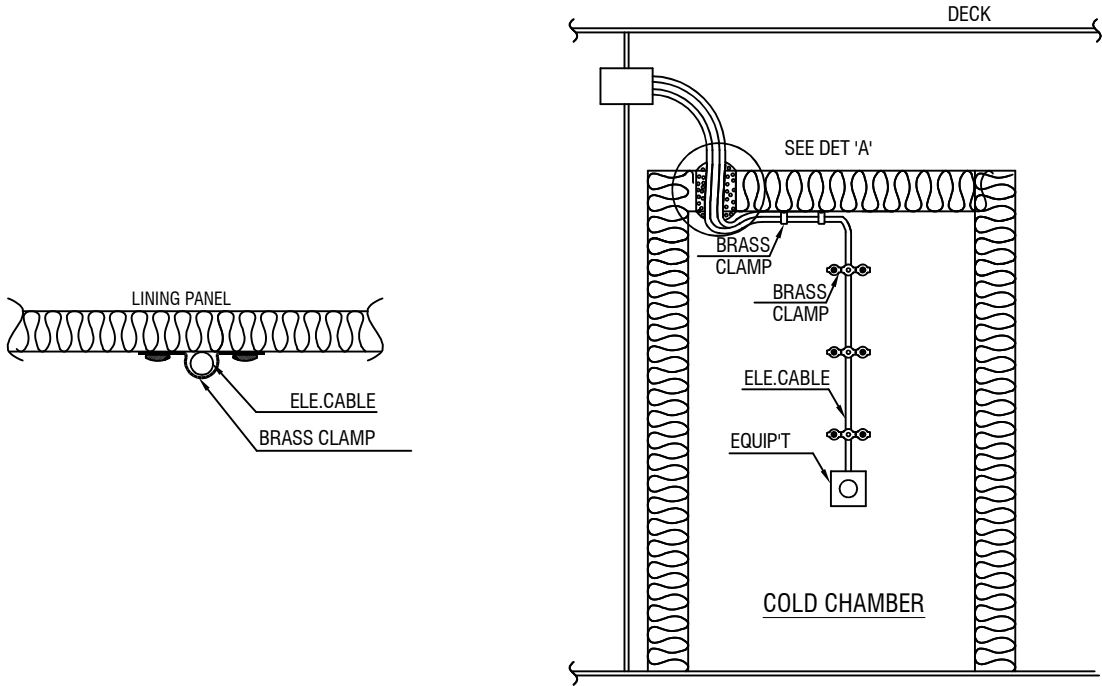 DECK
SEE DET 'A'
BRASS
CLAMP
BRASS
CLAMP
LINING PANEL
ELE.CABLE
ELE.CABLE
BRASS CLAMP
EQUIP'T
COLD CHAMBER